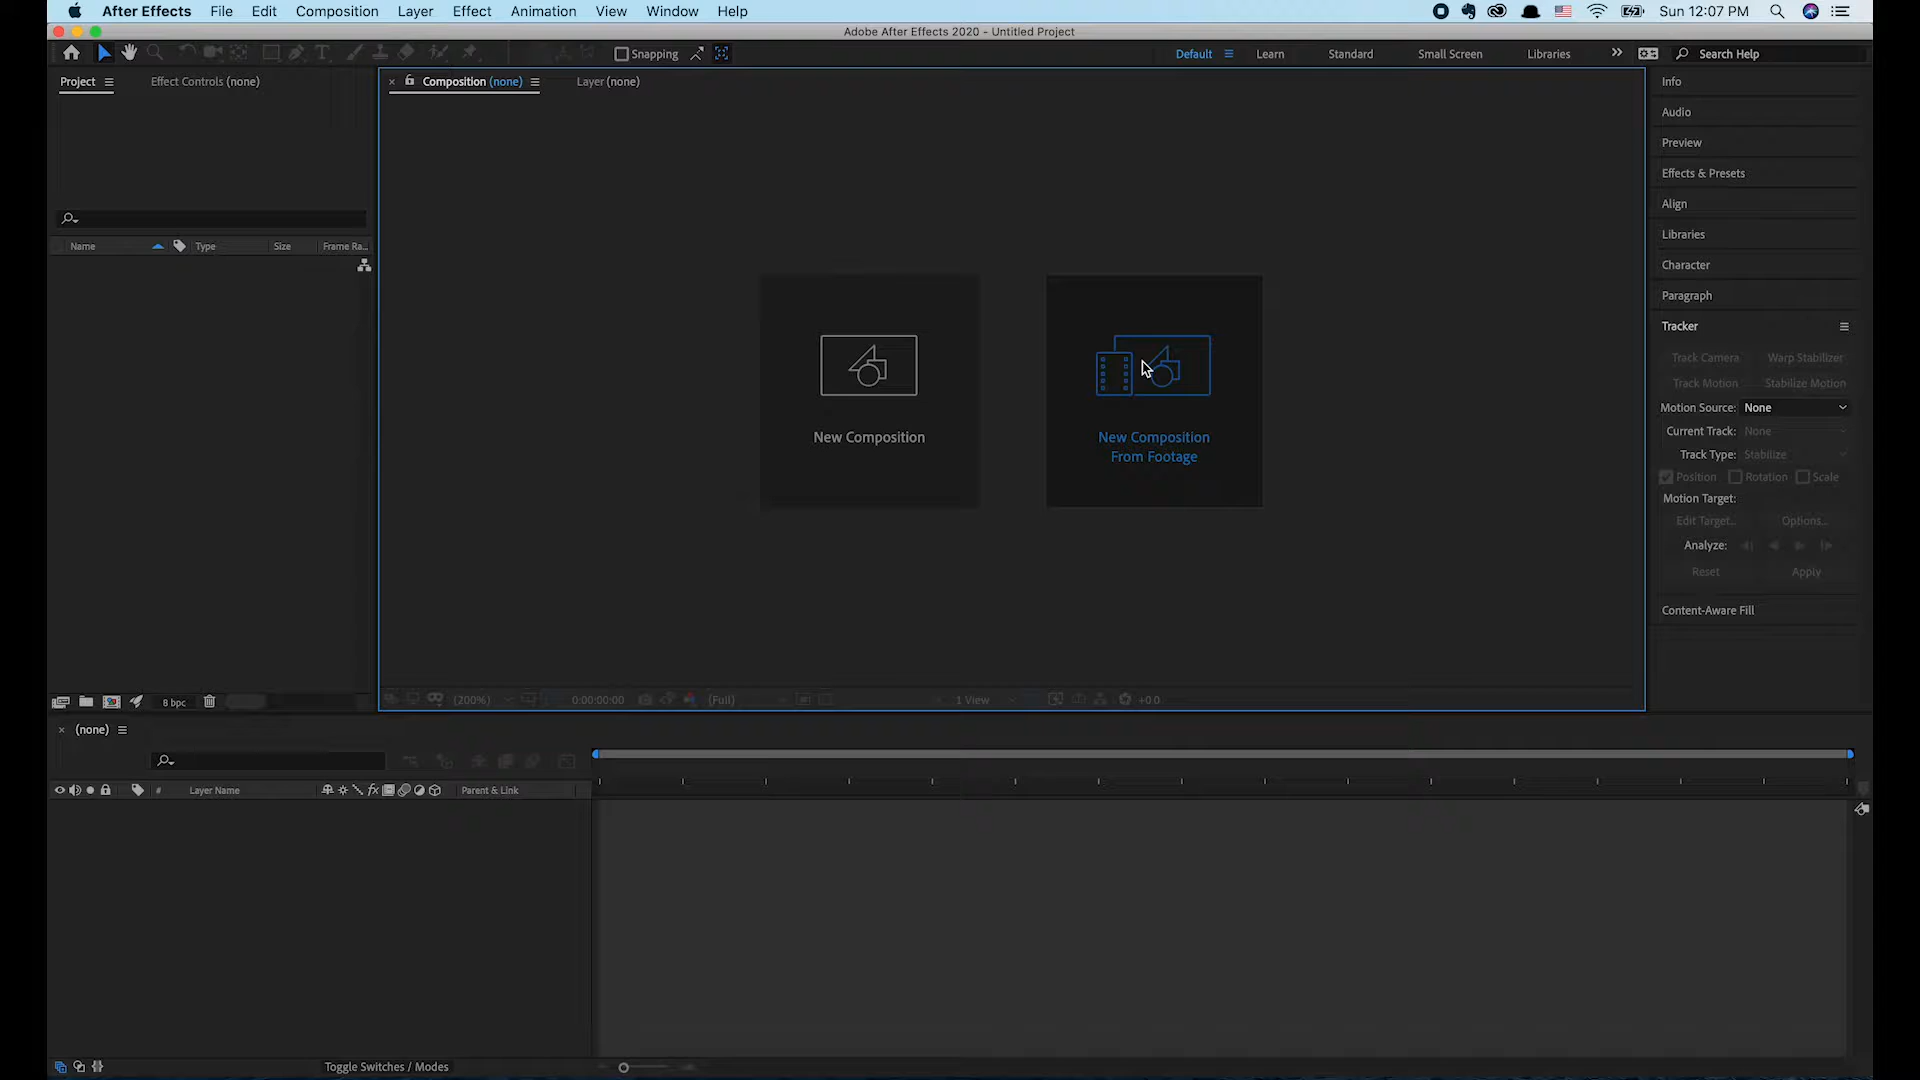 After Effects File Edit Composition Layer Effect Animation View Window Help Sun 12:07 PM
Adobe After Effects 2020 - Untitled Project
Snapping Default Learn Standard Small Screen Libraries Search Help
Project Effect Controls (none) Composition (none) Layer (none) Info
Audio
Preview
Effects & Presets
Align
Libraries
Character
Paragraph
Tracker
Track Camera Warp Stabilizer
Track Motion Stabilize Motion
Motion Source: None
Current Track: None
Track Type: Stabilize
Position Rotation Scale
Motion Target:
Edit Target... Options...
Analyze:
Reset Apply
Content-Aware Fill
Name Type Size Frame Ra...
New Composition
New Composition
From Footage
8 bpc
(200%) 0:00:00:00 (Full) 1 View +0.0
(none)
# Layer Name fx Parent & Link
Toggle Switches / Modes